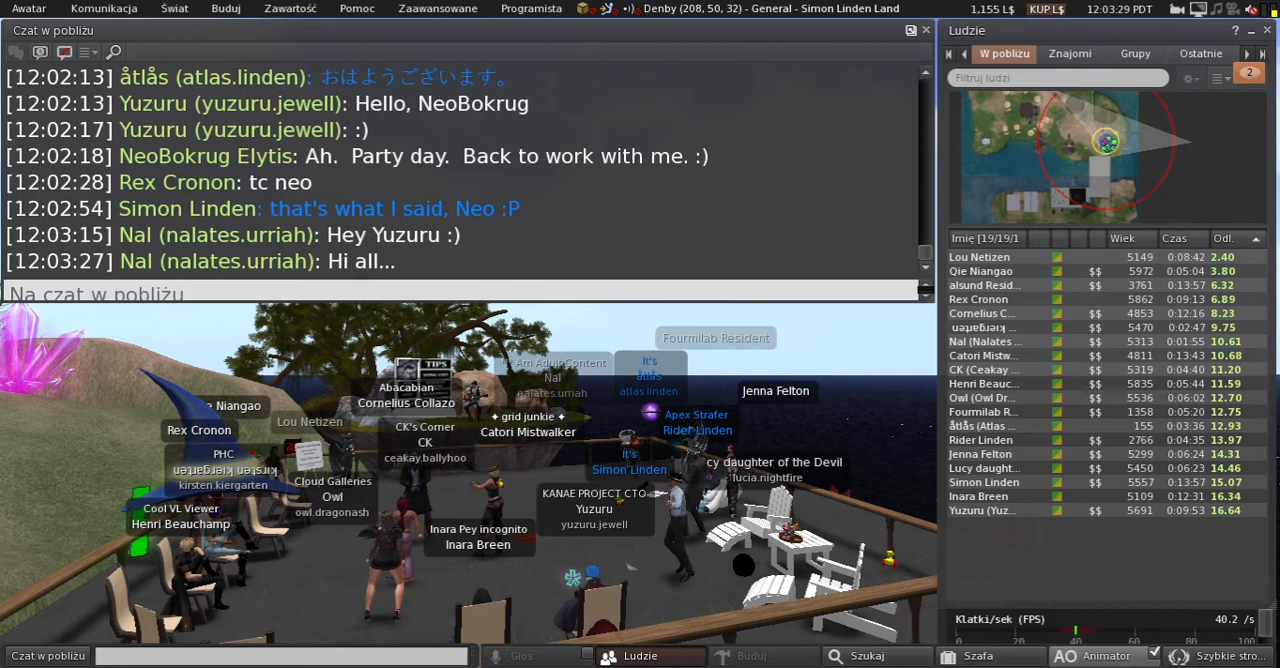 Awatar Komunikacja Świat Buduj Zawartość Pomoc Zaawansowane Programista Denby (208, 50, 32) - General - Simon Linden Land 1,155 L$ KUP L$ 12:03:29 PDT
Czat w pobliżu
[12:02:13] åtlås (atlas.linden): おはようございます。
[12:02:13] Yuzuru (yuzuru.jewell): Hello, NeoBokrug
[12:02:17] Yuzuru (yuzuru.jewell): :)
[12:02:18] NeoBokrug Elytis: Ah. Party day. Back to work with me. :)
[12:02:28] Rex Cronon: tc neo
[12:02:54] Simon Linden: that's what I said, Neo :P
[12:03:15] Nal (nalates.urriah): Hey Yuzuru :)
[12:03:27] Nal (nalates.urriah): Hi all...
Na czat w pobliżu
Ludzie
W pobliżu Znajomi Grupy Ostatnie
2
Filtruj ludzi
Imię [19/19/1 Wiek Czas Odl.
Lou Netizen 5149 0:08:42 2.40
Qie Niangao $$ 5972 0:05:04 3.80
alsund Resid... $$ 3761 0:13:57 6.32
Rex Cronon 5862 0:09:13 6.89
Cornelius C... $$ 4853 0:12:16 8.23
$$ 5470 0:02:47 9.75
Nal (Nalates ... $$ 5313 0:01:55 10.61
Catori Mistw... $$ 4811 0:13:43 10.68
CK (Ceakay ... $$ 5319 0:04:40 11.20
Henri Beauc... $$ 5835 0:05:44 11.59
Owl (Owl Dr... $$ 5536 0:06:02 12.70
Fourmilab R... $$ 1358 0:05:20 12.75
åtlås (Atlas ... 155 0:03:36 12.93
Rider Linden $$ 2766 0:04:35 13.97
Jenna Felton $$ 5299 0:06:24 14.31
Lucy daught... $$ 5450 0:06:23 14.46
Simon Linden $$ 5557 0:13:57 15.07
Inara Breen 5109 0:12:31 16.34
Yuzuru (Yuz... $$ 5691 0:09:53 16.64
Klatki/sek (FPS) 40.2 /s
0 20 40 60 80 100
Fourmilab Resident
Am Adult Content
Nal
nalates.urriah
It's
åtlås
atlas.linden
Jenna Felton
TIPS
Abacabian
Cornelius Collazo
e Niangao
Lou Netizen
Rex Cronon
✦ grid junkie ✦
Catori Mistwalker
Apex Strafer
Rider Linden
CK's Corner
CK
ceakay.ballyhoo
It's
Simon Linden
cy daughter of the Devil
lucia.nightfire
PHC
kirsten.kiergarten
Cloud Galleries
Owl
owl.dragonash
KANAE PROJECT CTO
Yuzuru
yuzuru.jewell
Cool VL Viewer
Henri Beauchamp
Inara Pey incognito
Inara Breen
Czat w pobliżu Głos Ludzie Buduj Szukaj Szafa AO Animator Szybkie stro...